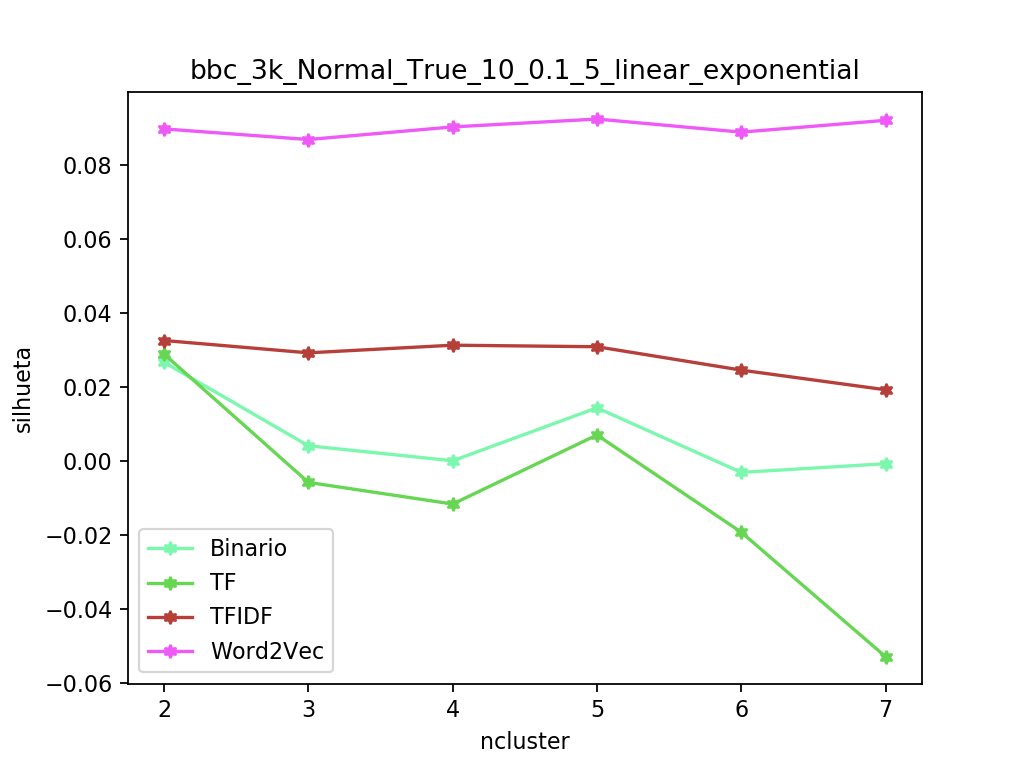 bbc_3k_Normal_True_10_0.1_5_linear_exponential
silhueta
0.08
0.06
0.04
0.02
0.00
−0.02
−0.04
−0.06
Binario
TF
TFIDF
Word2Vec
2 3 4 5 6 7
ncluster